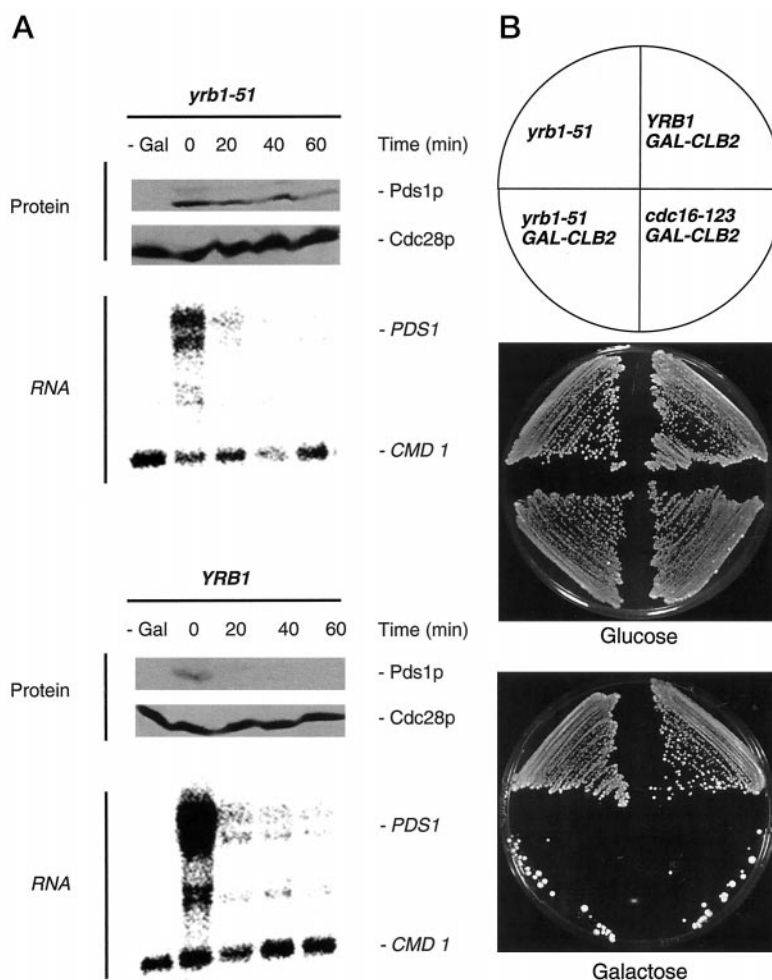 A
yrb1-51
- Gal 0 20 40 60 Time (min)
Protein
- Pds1p
- Cdc28p
RNA
- PDS1
- CMD 1
YRB1
- Gal 0 20 40 60 Time (min)
Protein
- Pds1p
- Cdc28p
RNA
- PDS1
- CMD 1
B
yrb1-51
YRB1
GAL-CLB2
yrb1-51
GAL-CLB2
cdc16-123
GAL-CLB2
Glucose
Galactose